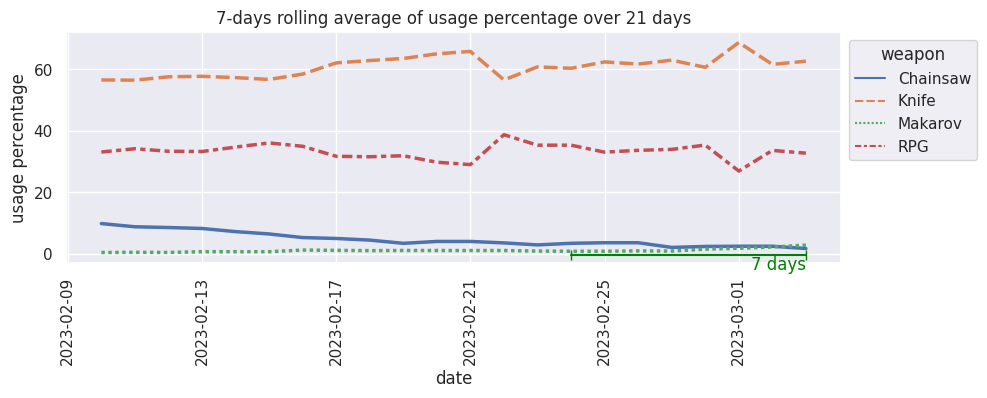 7-days rolling average of usage percentage over 21 days
usage percentage
60
40
20
0
2023-02-09
2023-02-13
2023-02-17
2023-02-21
2023-02-25
2023-03-01
date
7 days
weapon
Chainsaw
Knife
Makarov
RPG